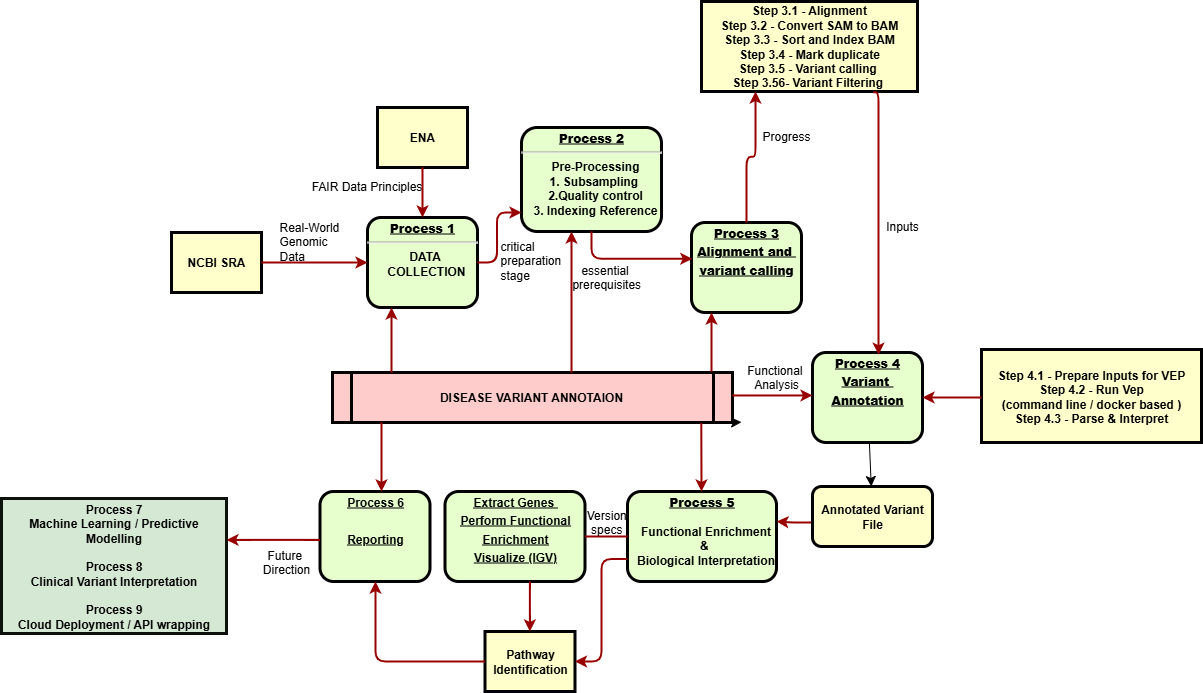 Step 3.1 - Alignment
Step 3.2 - Convert SAM to BAM
Step 3.3 - Sort and Index BAM
Step 3.4 - Mark duplicate
Step 3.5 - Variant calling
Step 3.56- Variant Filtering
ENA
FAIR Data Principles
Process 2
Pre-Processing
1. Subsampling
2.Quality control
3. Indexing Reference
Progress
NCBI SRA
Real-World
Genomic
Data
Process 1
DATA
COLLECTION
critical
preparation
stage
essential
prerequisites
Process 3
Alignment and
variant calling
Inputs
DISEASE VARIANT ANNOTAION
Functional
Analysis
Process 4
Variant
Annotation
Step 4.1 - Prepare Inputs for VEP
Step 4.2 - Run Vep
(command line / docker based )
Step 4.3 - Parse & Interpret
Process 7
Machine Learning / Predictive
Modelling
Process 8
Clinical Variant Interpretation
Process 9
Cloud Deployment / API wrapping
Future
Direction
Process 6
Reporting
Extract Genes
Perform Functional
Enrichment
Visualize (IGV)
Version
specs
Process 5
Functional Enrichment
&
Biological Interpretation
Annotated Variant
File
Pathway
Identification